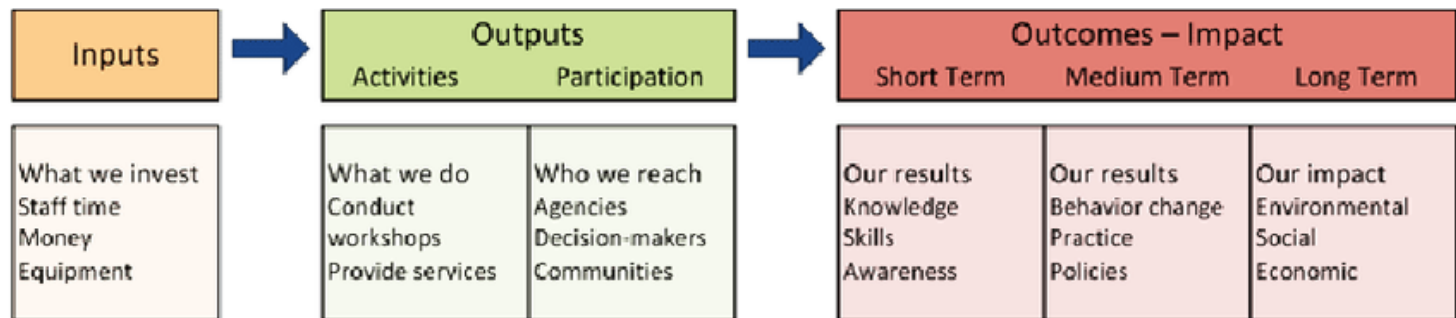 Inputs
Outputs
Activities
Participation
Outcomes – Impact
Short Term
Medium Term
Long Term
What we invest
Staff time
Money
Equipment
What we do
Conduct
workshops
Provide services
Who we reach
Agencies
Decision-makers
Communities
Our results
Knowledge
Skills
Awareness
Our results
Behavior change
Practice
Policies
Our impact
Environmental
Social
Economic